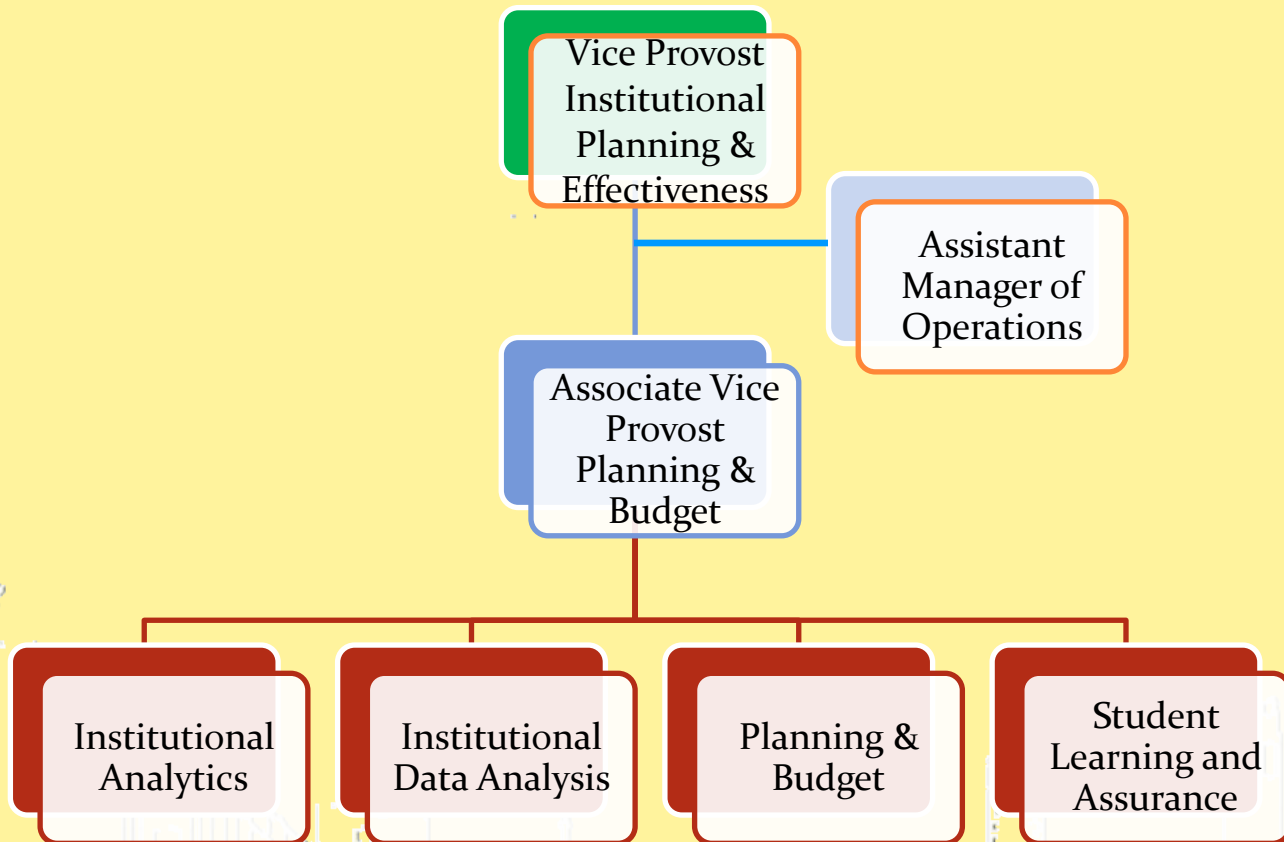 Vice Provost
Institutional
Planning &
Effectiveness
Assistant
Manager of
Operations
Associate Vice
Provost
Planning &
Budget
Institutional
Analytics
Institutional
Data Analysis
Planning &
Budget
Student
Learning and
Assurance